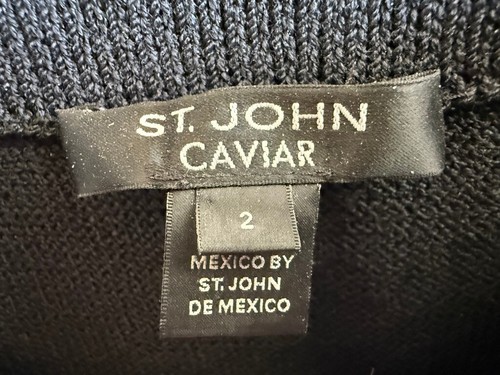 ST. JOHN
CAVIAR
2
MEXICO BY
ST. JOHN
DE MEXICO